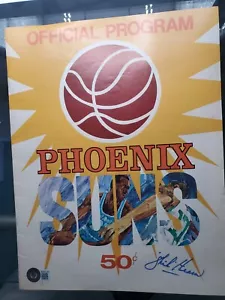 OFFICIAL PROGRAM
PHOENIX
SUNS
50¢